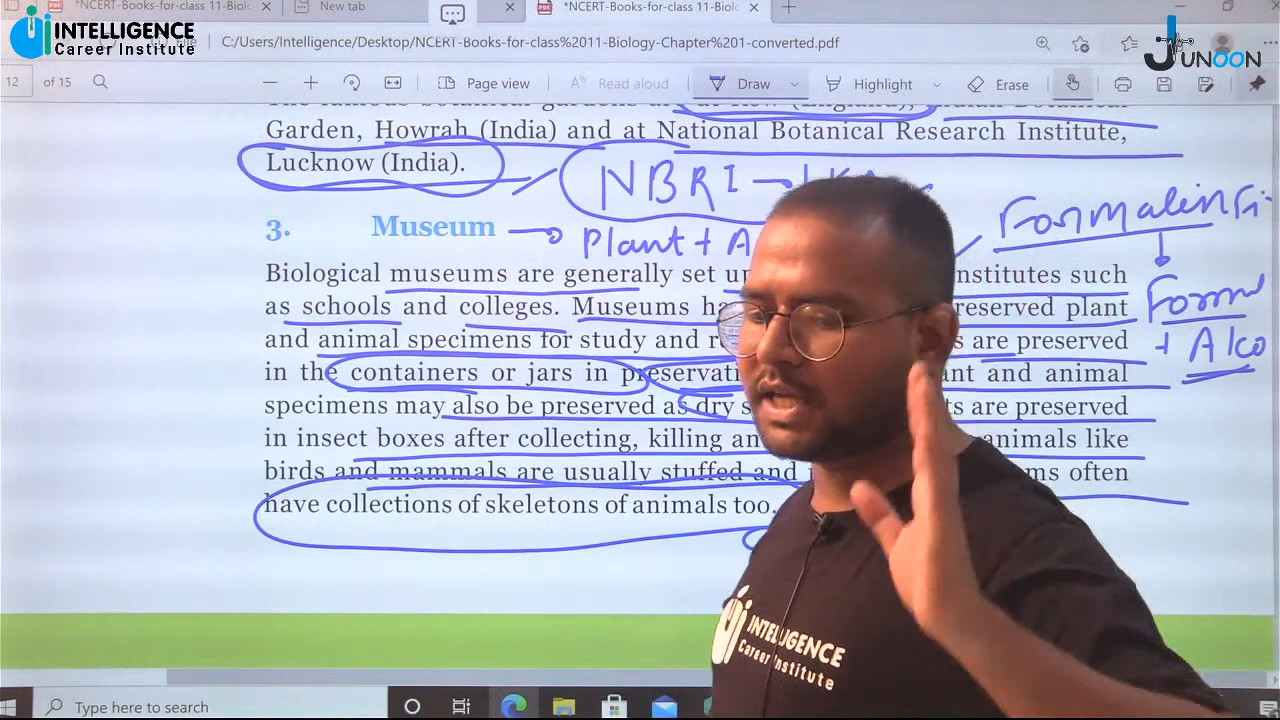 *NCERT-Books-for class 11-Biol
New tab
*NCERT-Books-for class 11-Biolo
INTELLIGENCE
Career Institute
C:/Users/Intelligence/Desktop/NCERT-Books-for-class%2011-Biology-Chapter%201-converted.pdf
JUNOON
12 of 15
Page view
Read aloud
Draw
Highlight
Erase
Garden, Howrah (India) and at National Botanical Research Institute,
Lucknow (India).
NBRI
Formalin
3. Museum
Plant + A
Biological museums are generally set up nstitutes such
Form
as schools and colleges. Museums ha reserved plant
+ Alco
and animal specimens for study and r s are preserved
in the containers or jars in preservati nt and animal
specimens may also be preserved as dry s ts are preserved
in insect boxes after collecting, killing an animals like
birds and mammals are usually stuffed and ms often
have collections of skeletons of animals too.
INTELLIGENCE
Career Institute
Type here to search